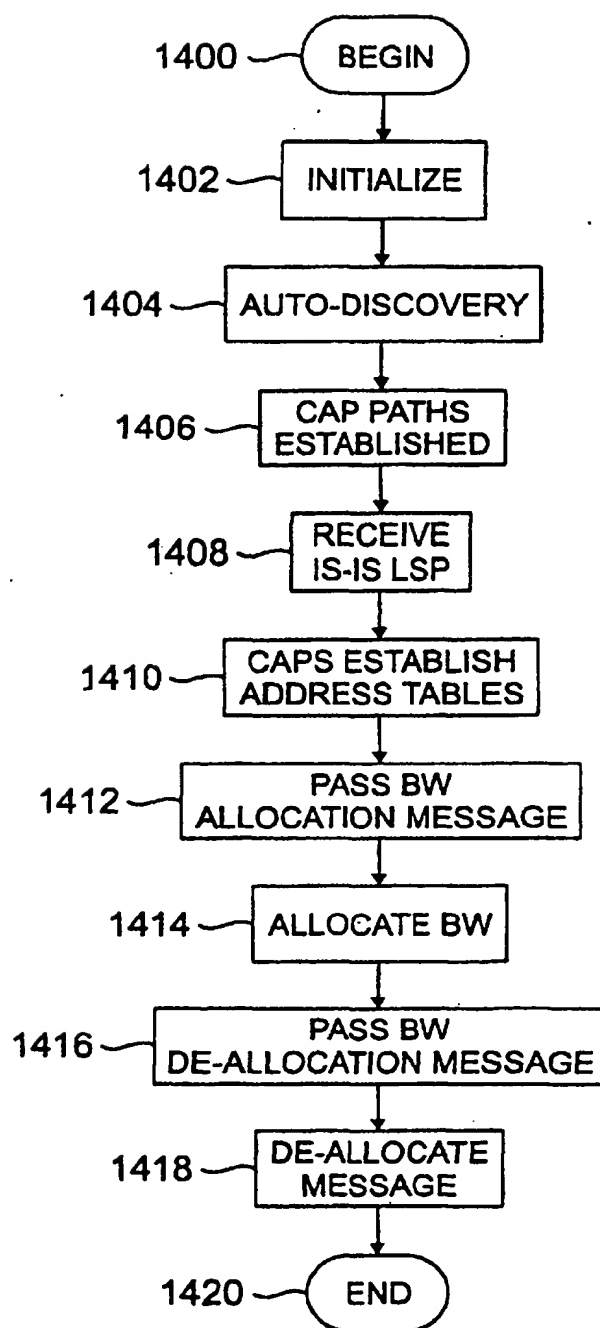 1400 BEGIN
1402 INITIALIZE
1404 AUTO-DISCOVERY
1406 CAP PATHS
ESTABLISHED
1408 RECEIVE
IS-IS LSP
1410 CAPS ESTABLISH
ADDRESS TABLES
1412 PASS BW
ALLOCATION MESSAGE
1414 ALLOCATE BW
1416 PASS BW
DE-ALLOCATION MESSAGE
1418 DE-ALLOCATE
MESSAGE
1420 END